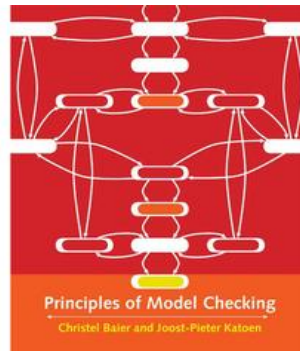 Principles of Model Checking
Christel Baier and Joost-Pieter Katoen